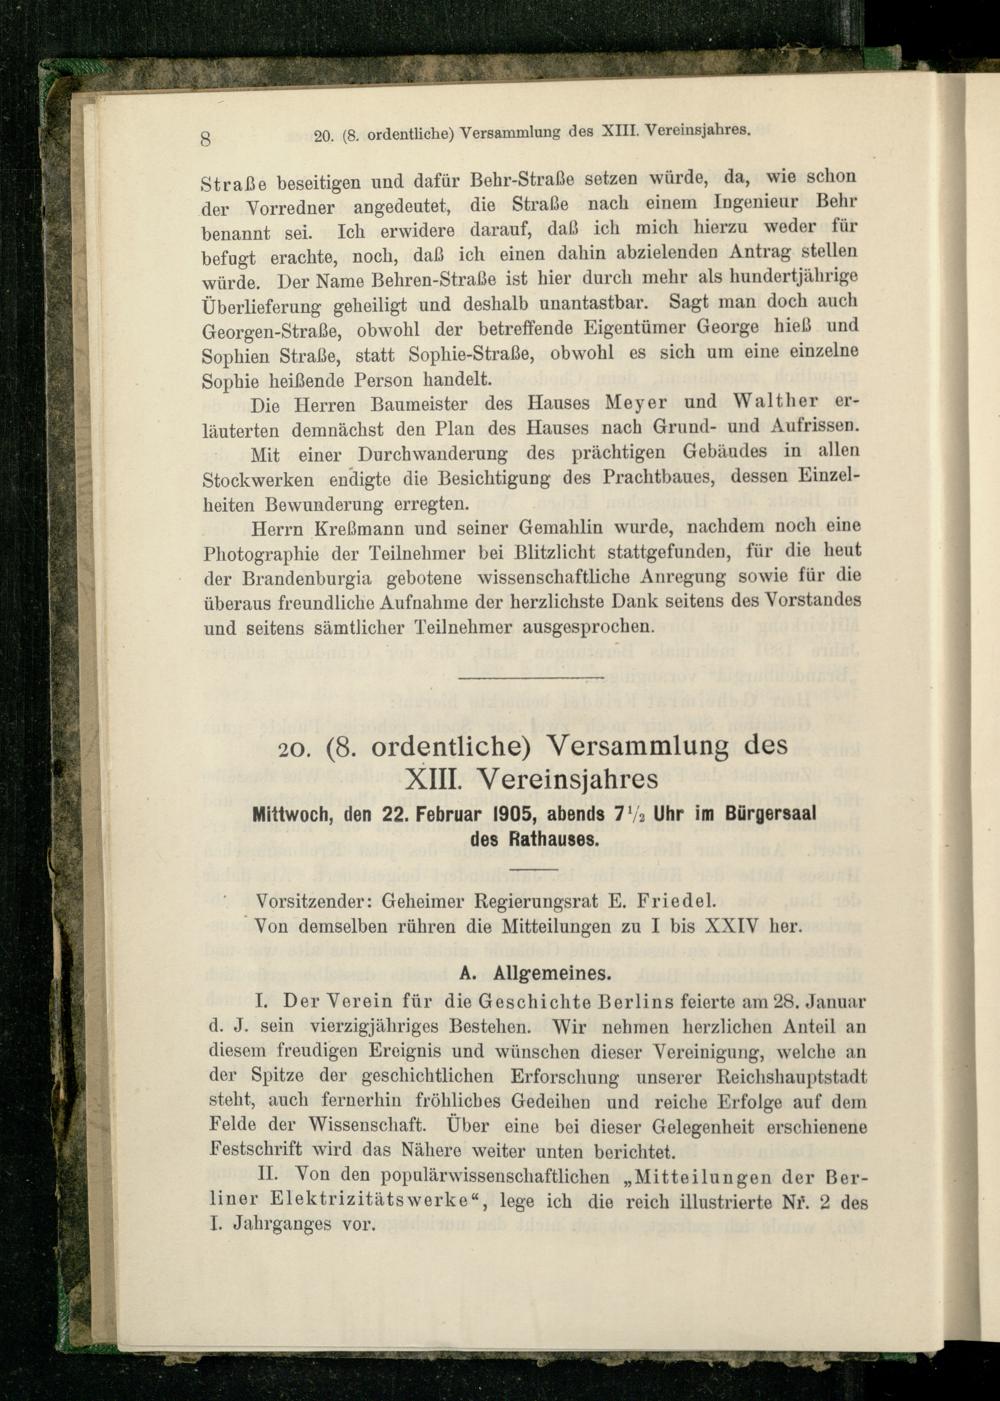 8 20. (8. ordentliche) Versammlung des XIII. Vereinsjahres.
Straße beseitigen und dafür Behr-Straße setzen würde, da, wie schon
der Vorredner angedeutet, die Straße nach einem Ingenieur Behr
benannt sei. Ich erwidere darauf, daß ich mich hierzu weder für
befugt erachte, noch, daß ich einen dahin abzielenden Antrag stellen
würde. Der Name Behren-Straße ist hier durch mehr als hundertjährige
Überlieferung geheiligt und deshalb unantastbar. Sagt man doch auch
Georgen-Straße, obwohl der betreffende Eigentümer George hieß und
Sophien Straße, statt Sophie-Straße, obwohl es sich um eine einzelne
Sophie heißende Person handelt.
Die Herren Baumeister des Hauses Meyer und Walther er-
läuterten demnächst den Plan des Hauses nach Grund- und Aufrissen.
Mit einer Durchwanderung des prächtigen Gebäudes in allen
Stockwerken endigte die Besichtigung des Prachtbaues, dessen Einzel-
heiten Bewunderung erregten.
Herrn Kreßmann und seiner Gemahlin wurde, nachdem noch eine
Photographie der Teilnehmer bei Blitzlicht stattgefunden, für die heut
der Brandenburgia gebotene wissenschaftliche Anregung sowie für die
überaus freundliche Aufnahme der herzlichste Dank seitens des Vorstandes
und seitens sämtlicher Teilnehmer ausgesprochen.
20. (8. ordentliche) Versammlung des
XIII. Vereinsjahres
Mittwoch, den 22. Februar 1905, abends 7½ Uhr im Bürgersaal
des Rathauses.
Vorsitzender: Geheimer Regierungsrat E. Friedel.
Von demselben rühren die Mitteilungen zu I bis XXIV her.
A. Allgemeines.
I. Der Verein für die Geschichte Berlins feierte am 28. Januar
d. J. sein vierzigjähriges Bestehen. Wir nehmen herzlichen Anteil an
diesem freudigen Ereignis und wünschen dieser Vereinigung, welche an
der Spitze der geschichtlichen Erforschung unserer Reichshauptstadt
steht, auch fernerhin fröhliches Gedeihen und reiche Erfolge auf dem
Felde der Wissenschaft. Über eine bei dieser Gelegenheit erschienene
Festschrift wird das Nähere weiter unten berichtet.
II. Von den populärwissenschaftlichen „Mitteilungen der Ber-
liner Elektrizitätswerke“, lege ich die reich illustrierte Nr. 2 des
I. Jahrganges vor.